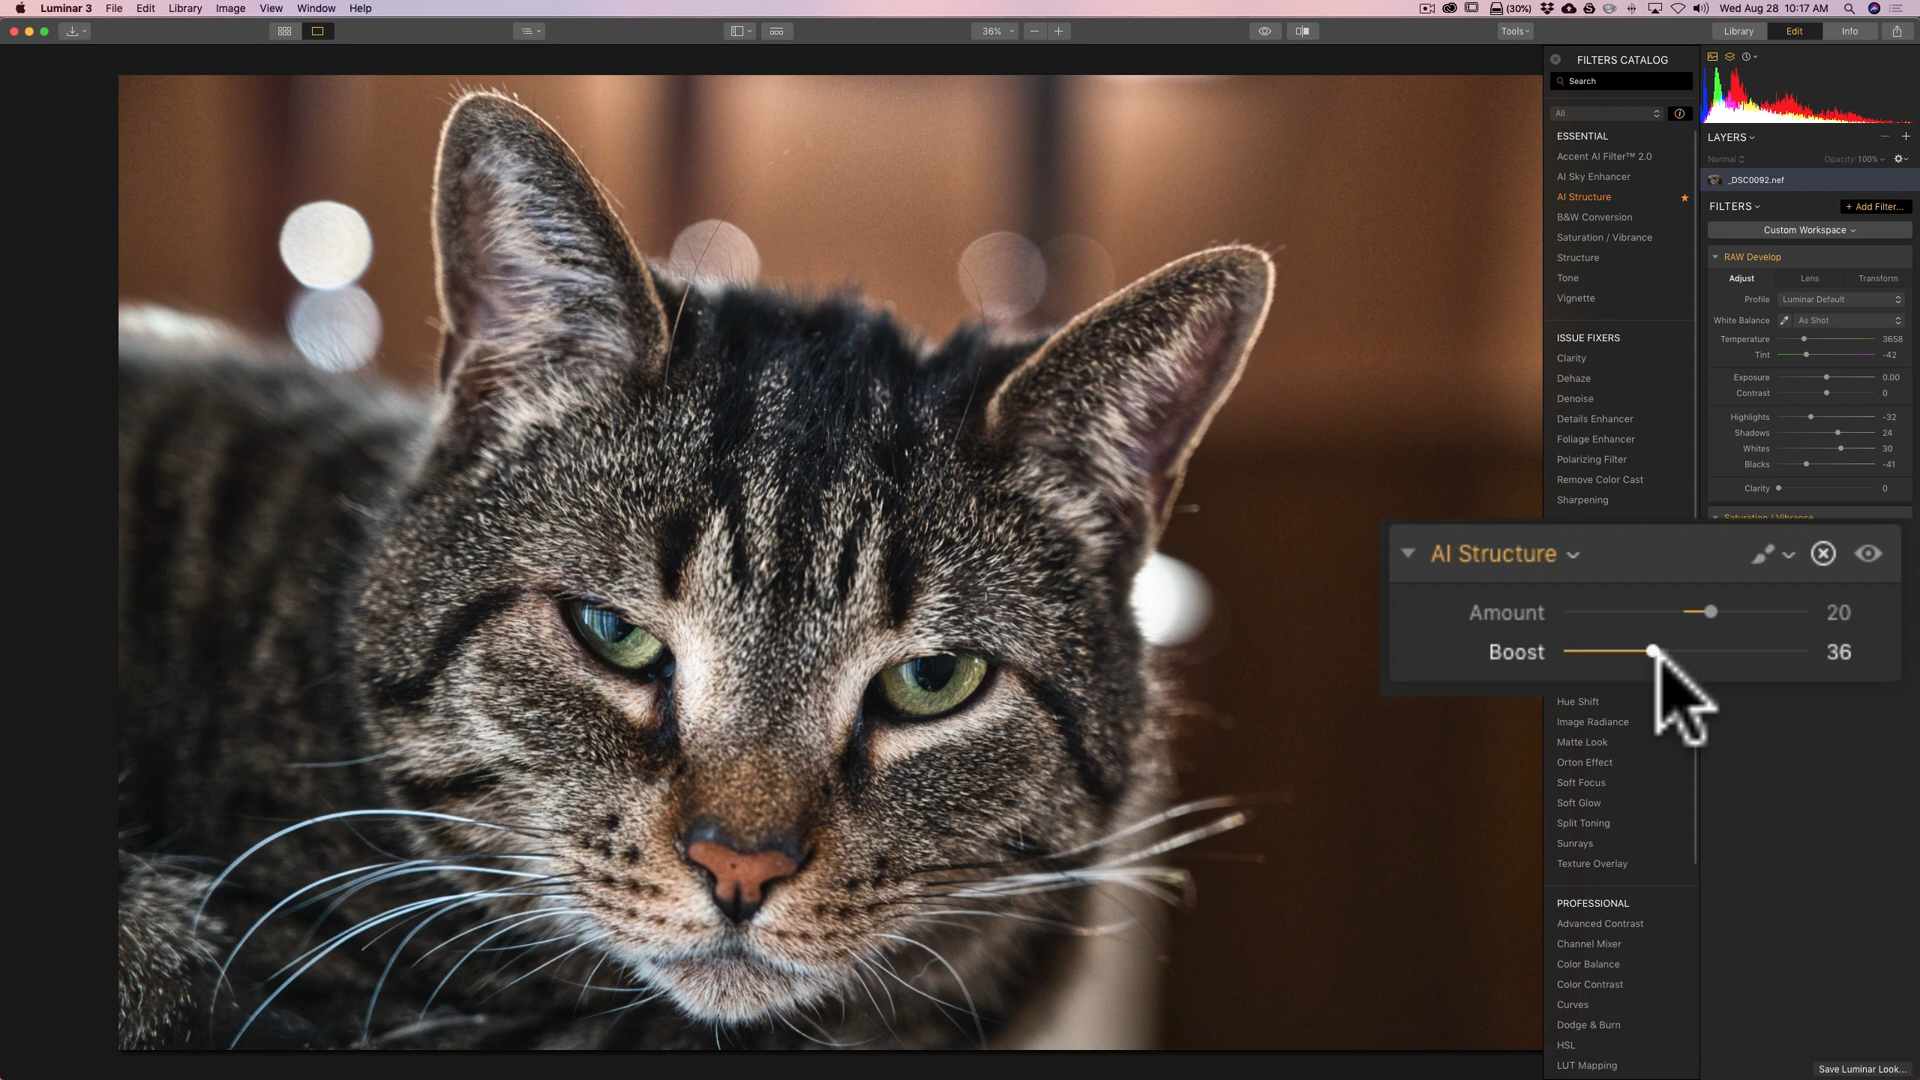 Luminar 3 File Edit Library Image View Window Help
(30%) Wed Aug 28 10:17 AM
36%
Tools
Library Edit Info
FILTERS CATALOG
Search
All
ESSENTIAL
Accent AI Filter™ 2.0
AI Sky Enhancer
AI Structure
B&W Conversion
Saturation / Vibrance
Structure
Tone
Vignette
ISSUE FIXERS
Clarity
Dehaze
Denoise
Details Enhancer
Foliage Enhancer
Polarizing Filter
Remove Color Cast
Sharpening
Hue Shift
Image Radiance
Matte Look
Orton Effect
Soft Focus
Soft Glow
Split Toning
Sunrays
Texture Overlay
PROFESSIONAL
Advanced Contrast
Channel Mixer
Color Balance
Color Contrast
Curves
Dodge & Burn
HSL
LUT Mapping
LAYERS
Normal Opacity: 100%
_DSC0092.nef
FILTERS + Add Filter...
Custom Workspace
RAW Develop
Adjust Lens Transform
Profile Luminar Default
White Balance As Shot
Temperature 3658
Tint -42
Exposure 0.00
Contrast 0
Highlights -32
Shadows 24
Whites 30
Blacks -41
Clarity 0
Saturation / Vibrance
AI Structure
Amount 20
Boost 36
Save Luminar Look...